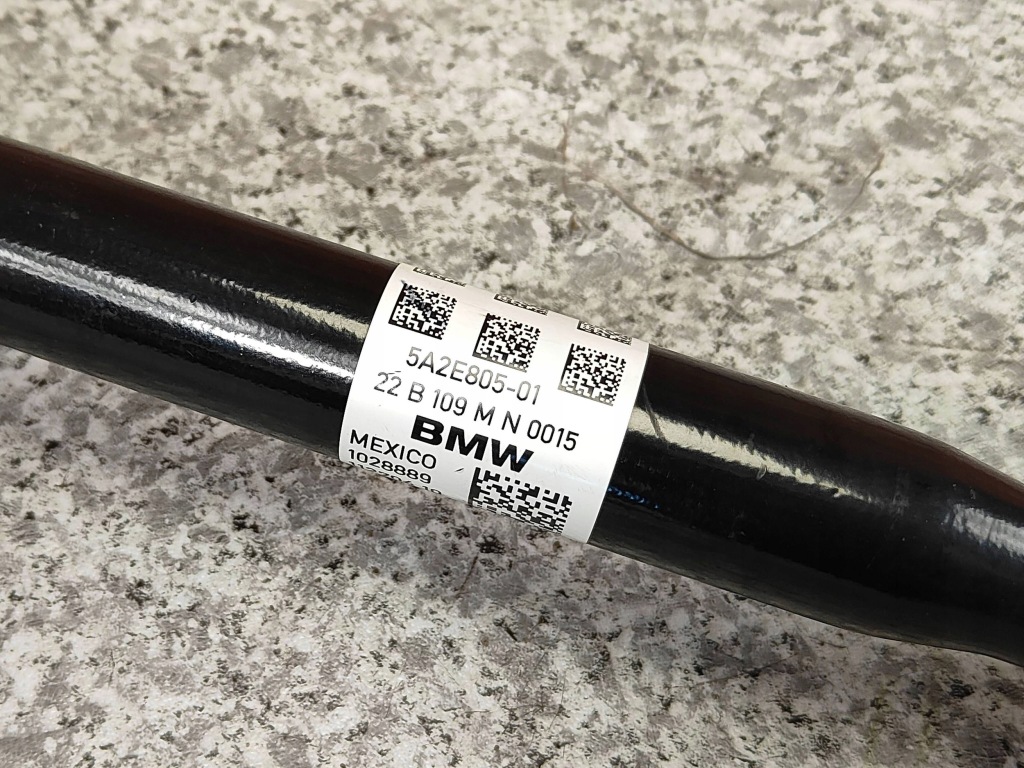 5A2E805-01
22 B 109 M N 0015
BMW
MEXICO
1028889